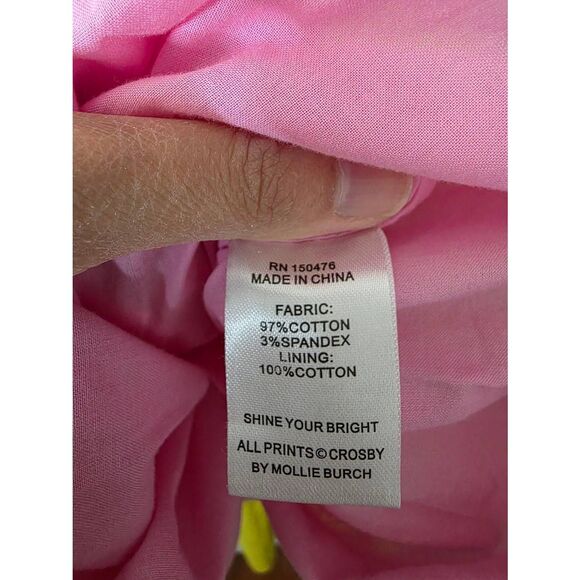 RN 150476
MADE IN CHINA
FABRIC:
97%COTTON
3%SPANDEX
LINING:
100%COTTON
SHINE YOUR BRIGHT
ALL PRINTS © CROSBY
BY MOLLIE BURCH